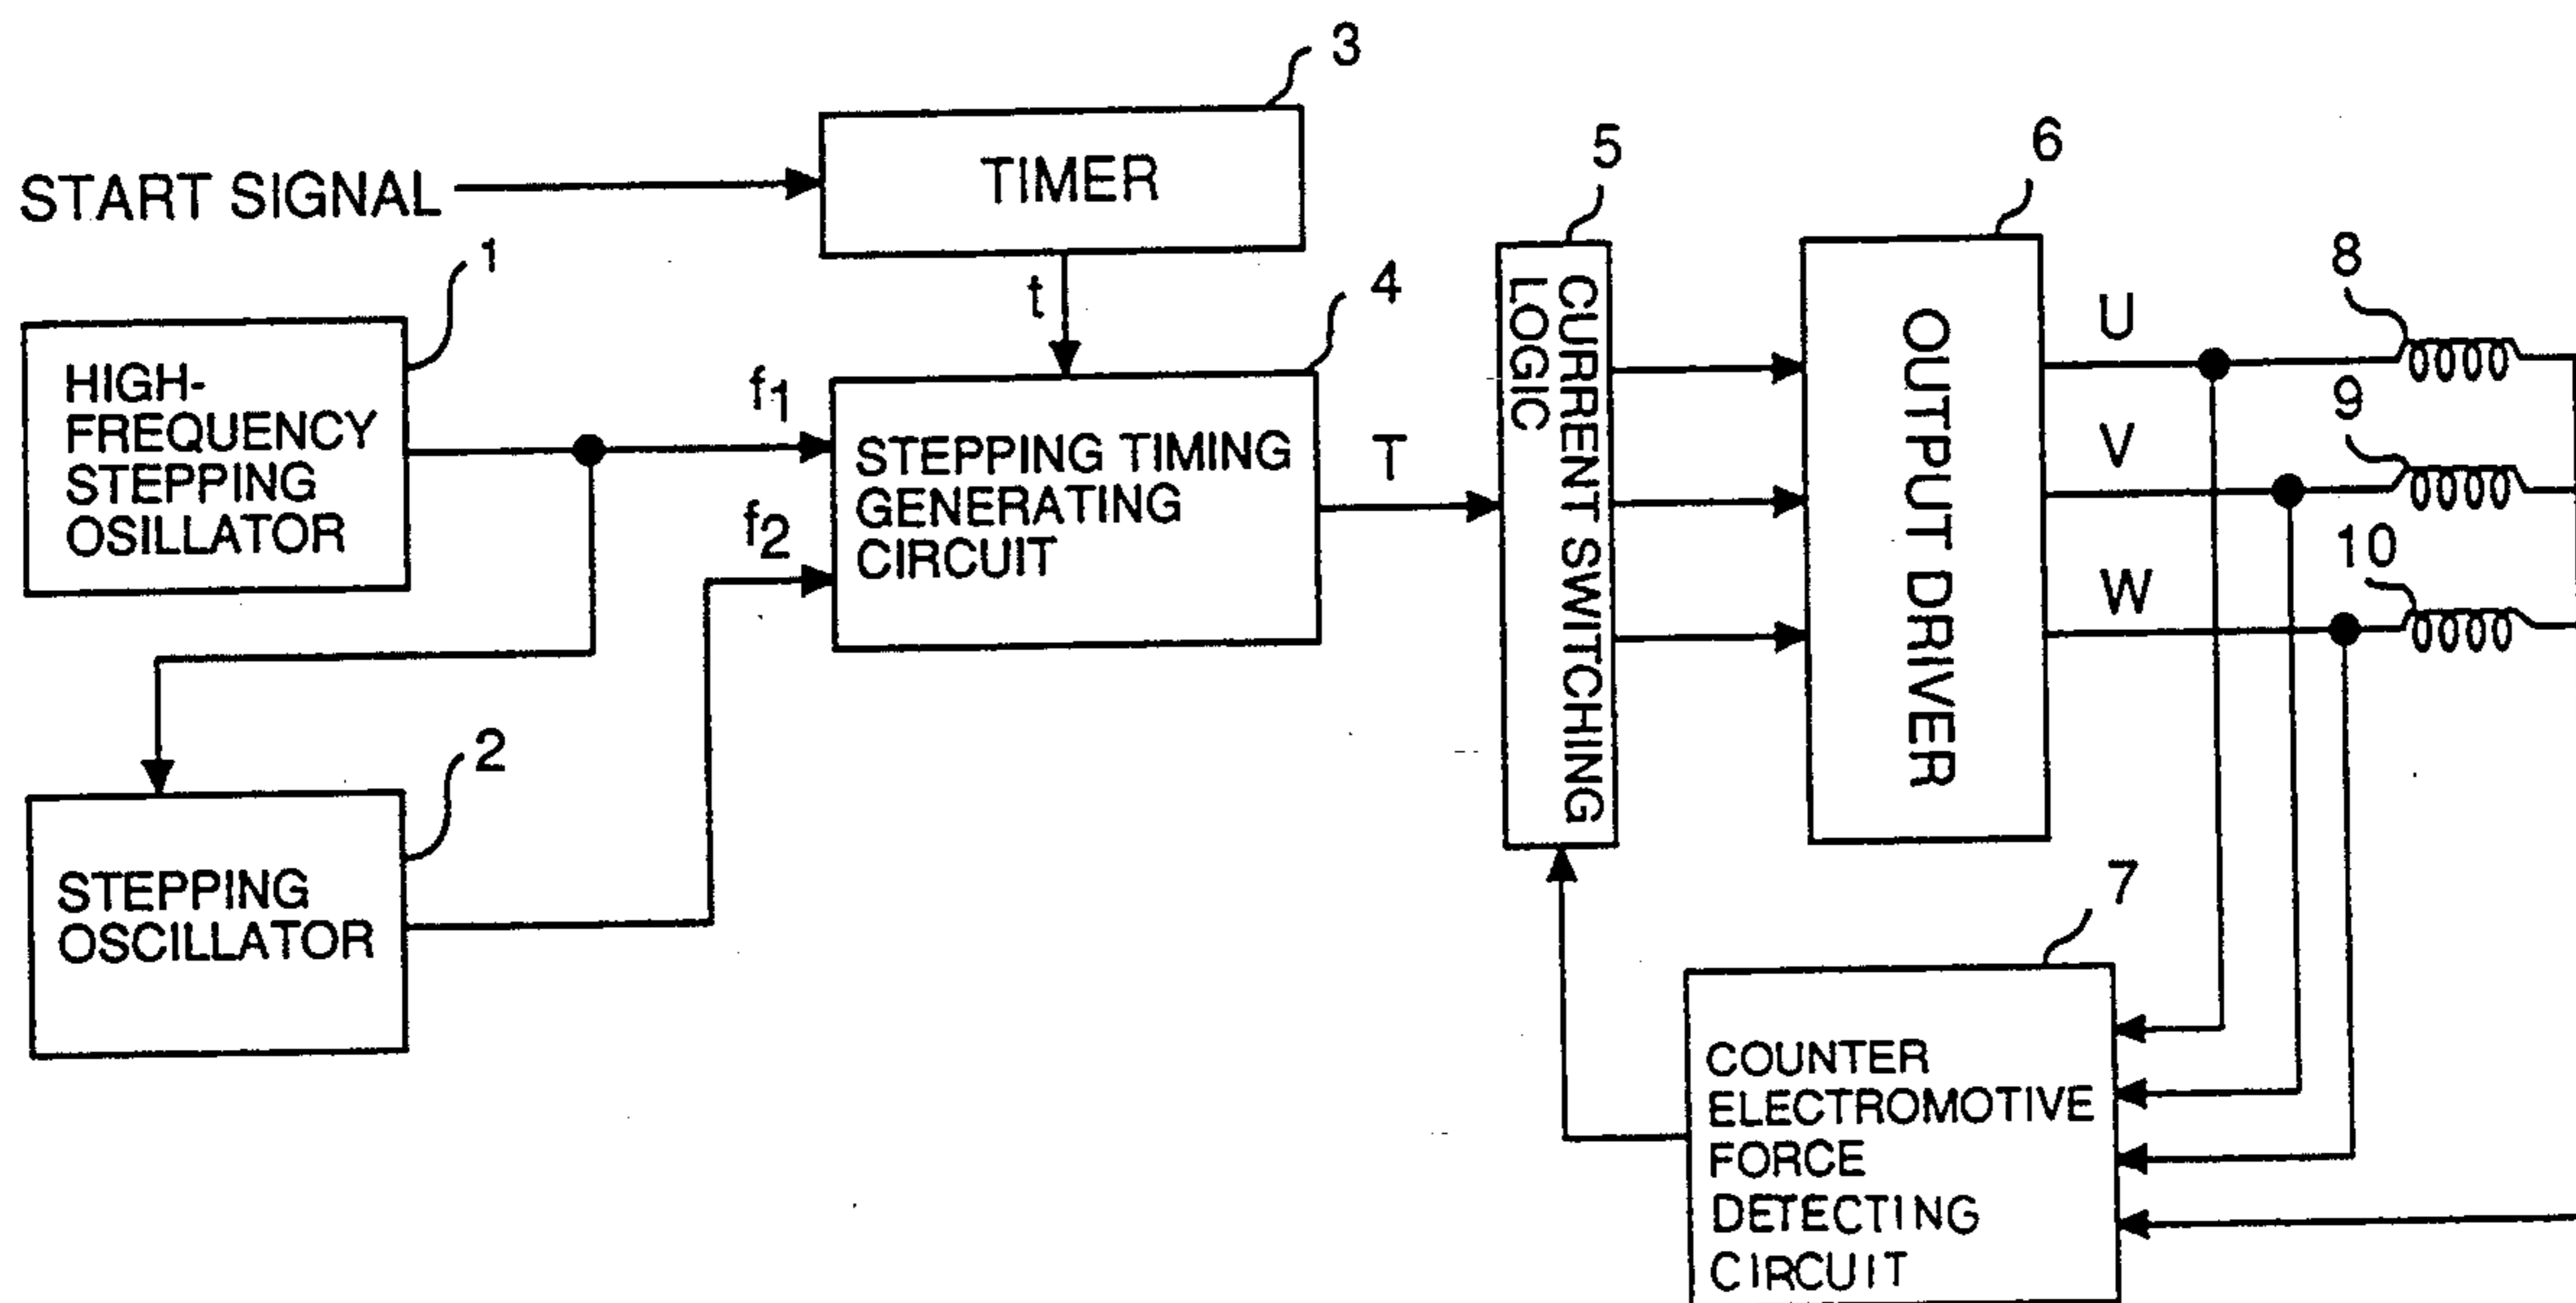 3
START SIGNAL
TIMER
1
t
4
5
6
HIGH-
FREQUENCY
STEPPING
OSILLATOR
f1
f2
STEPPING TIMING
GENERATING
CIRCUIT
T
CURRENT SWITCHING
LOGIC
OUTPUT DRIVER
U
V
W
8
9
10
2
STEPPING
OSCILLATOR
7
COUNTER
ELECTROMOTIVE
FORCE
DETECTING
CIRCUIT